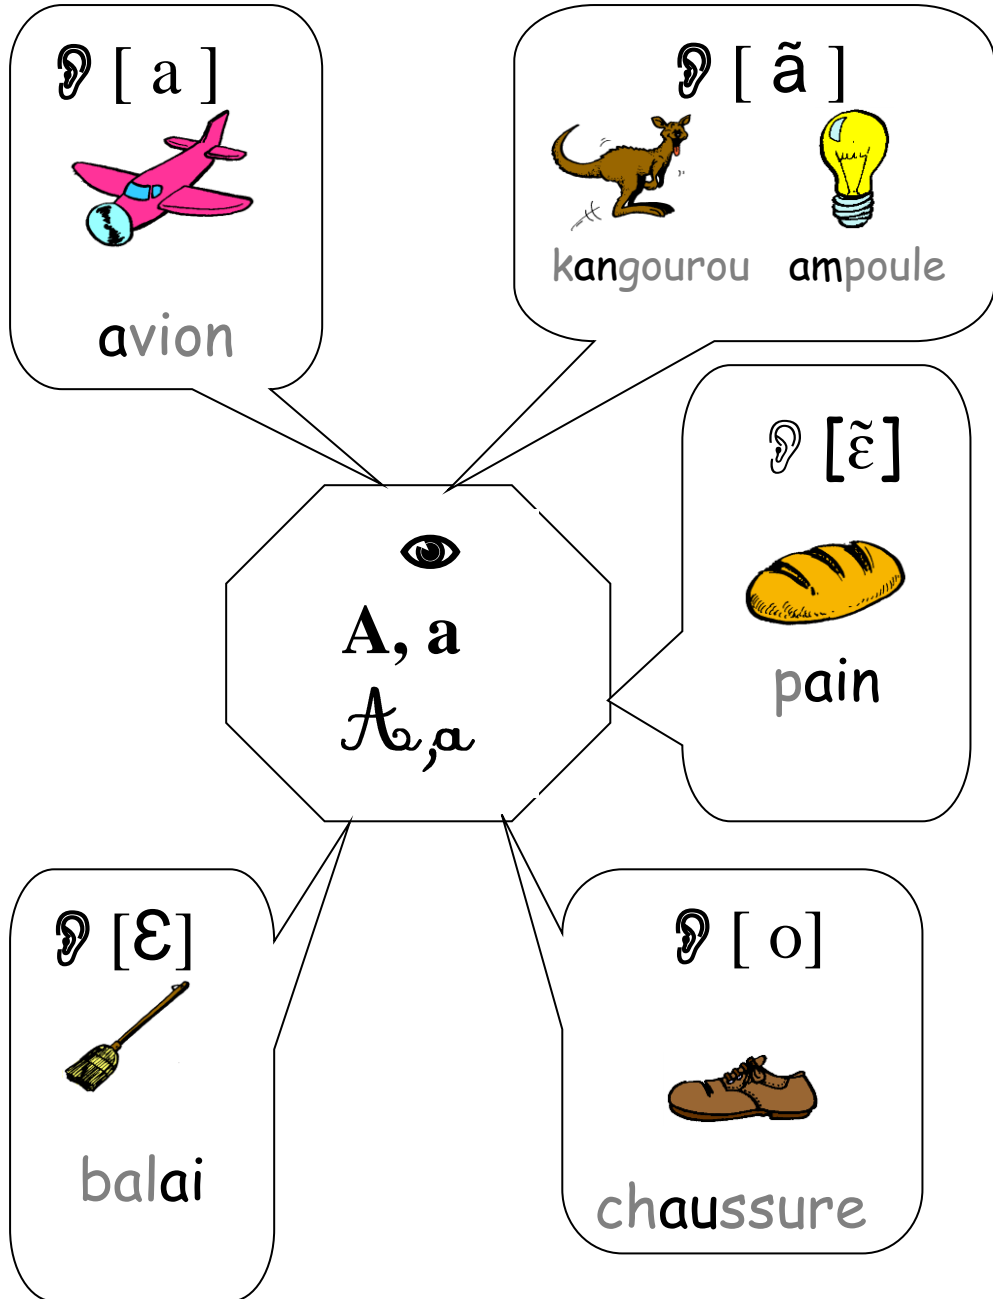 [ a ]
avion
[ ã ]
kangourou ampoule
[ɛ̃]
pain
A, a
A,a
[ɛ]
balai
[ o]
chaussure